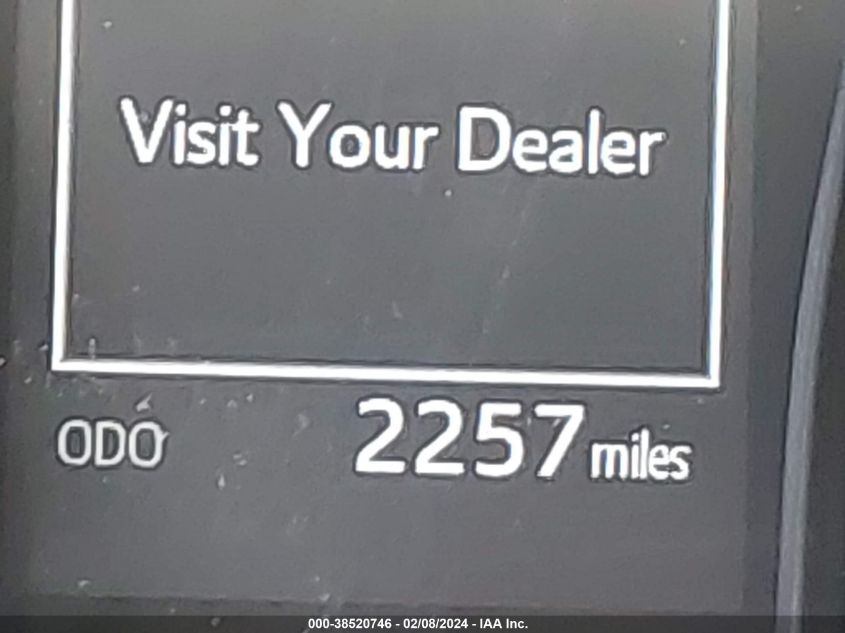 Visit Your Dealer
ODO 2257 miles
000-38520746 - 02/08/2024 - IAA Inc.